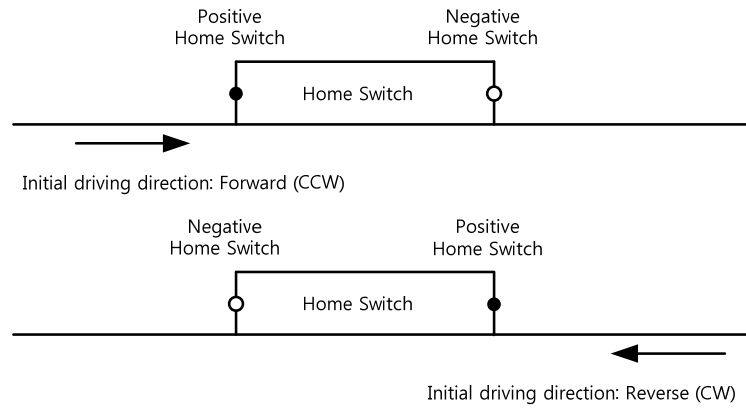 Positive
Home Switch
Negative
Home Switch
Home Switch
Initial driving direction: Forward (CCW)
Negative
Home Switch
Positive
Home Switch
Home Switch
Initial driving direction: Reverse (CW)